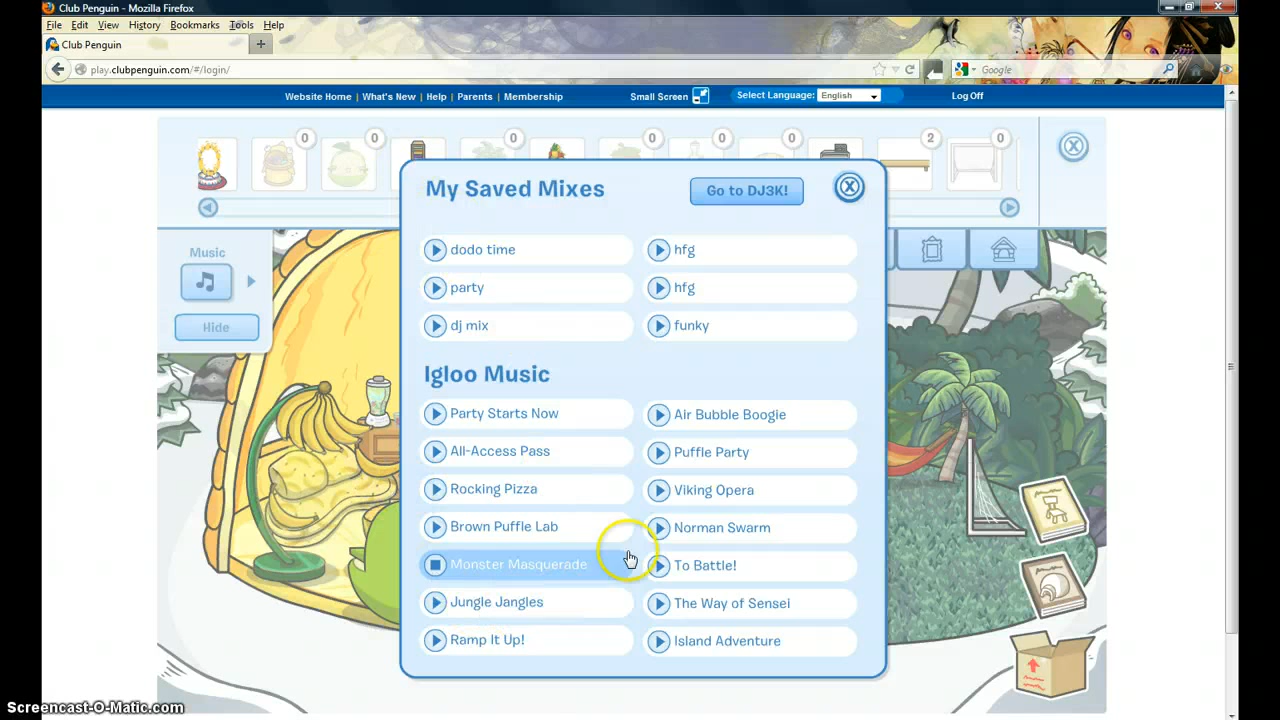 Club Penguin - Mozilla Firefox
File Edit View History Bookmarks Tools Help
Club Penguin
play.clubpenguin.com/#/login/
Google
Website Home | What's New | Help | Parents | Membership
Small Screen
Select Language: English
Log Off
0 0 0 0 0 0 2 0
My Saved Mixes
Go to DJ3K!
Music
Hide
dodo time
hfg
party
hfg
dj mix
funky
Igloo Music
Party Starts Now
Air Bubble Boogie
All-Access Pass
Puffle Party
Rocking Pizza
Viking Opera
Brown Puffle Lab
Norman Swarm
Monster Masquerade
To Battle!
Jungle Jangles
The Way of Sensei
Ramp It Up!
Island Adventure
Screencast-O-Matic.com